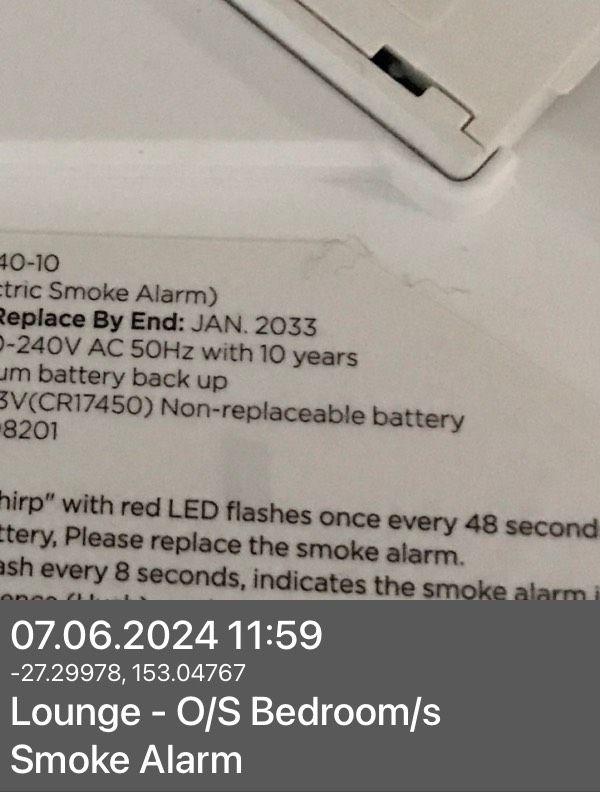 40-10
ctric Smoke Alarm)
Replace By End: JAN. 2033
0-240V AC 50Hz with 10 years
um battery back up
3V(CR17450) Non-replaceable battery
8201
hirp" with red LED flashes once every 48 second
ttery, Please replace the smoke alarm.
ash every 8 seconds, indicates the smoke alarm i
07.06.2024 11:59
-27.29978, 153.04767
Lounge - O/S Bedroom/s
Smoke Alarm